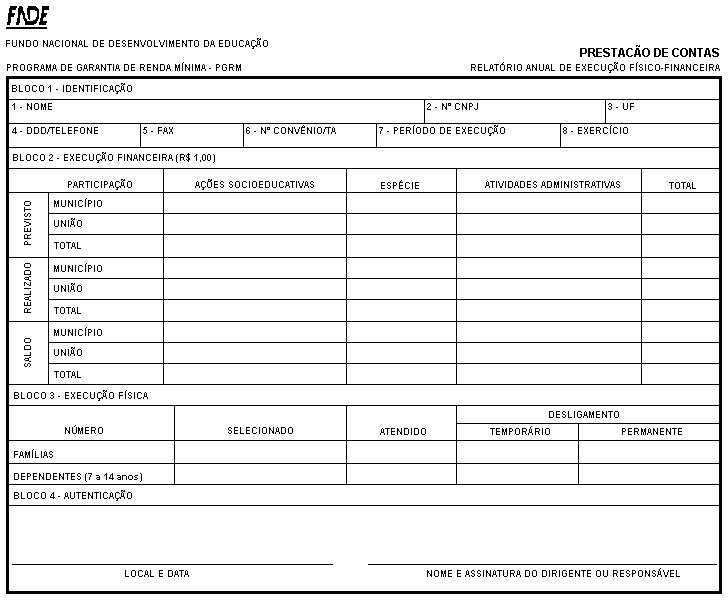 FNDE
FUNDO NACIONAL DE DESENVOLVIMENTO DA EDUCAÇÃO
PRESTACÃO DE CONTAS
PROGRAMA DE GARANTIA DE RENDA MÍNIMA - PGRM
RELATÓRIO ANUAL DE EXECUÇÃO FÍSICO-FINANCEIRA
BLOCO 1 - IDENTIFICAÇÃO
1 - NOME
2 - Nº CNPJ
3 - UF
4 - DDD/TELEFONE
5 - FAX
6 - Nº CONVÊNIO/TA
7 - PERÍODO DE EXECUÇÃO
8 - EXERCÍCIO
BLOCO 2 - EXECUÇÃO FINANCEIRA (R$ 1,00)
PARTICIPAÇÃO
AÇÕES SOCIOEDUCATIVAS
ESPÉCIE
ATIVIDADES ADMINISTRATIVAS
TOTAL
PREVISTO
MUNICÍPIO
UNIÃO
TOTAL
REALIZADO
MUNICÍPIO
UNIÃO
TOTAL
SALDO
MUNICÍPIO
UNIÃO
TOTAL
BLOCO 3 - EXECUÇÃO FÍSICA
NÚMERO
SELECIONADO
ATENDIDO
DESLIGAMENTO
TEMPORÁRIO
PERMANENTE
FAMÍLIAS
DEPENDENTES (7 a 14 anos)
BLOCO 4 - AUTENTICAÇÃO
LOCAL E DATA
NOME E ASSINATURA DO DIRIGENTE OU RESPONSÁVEL